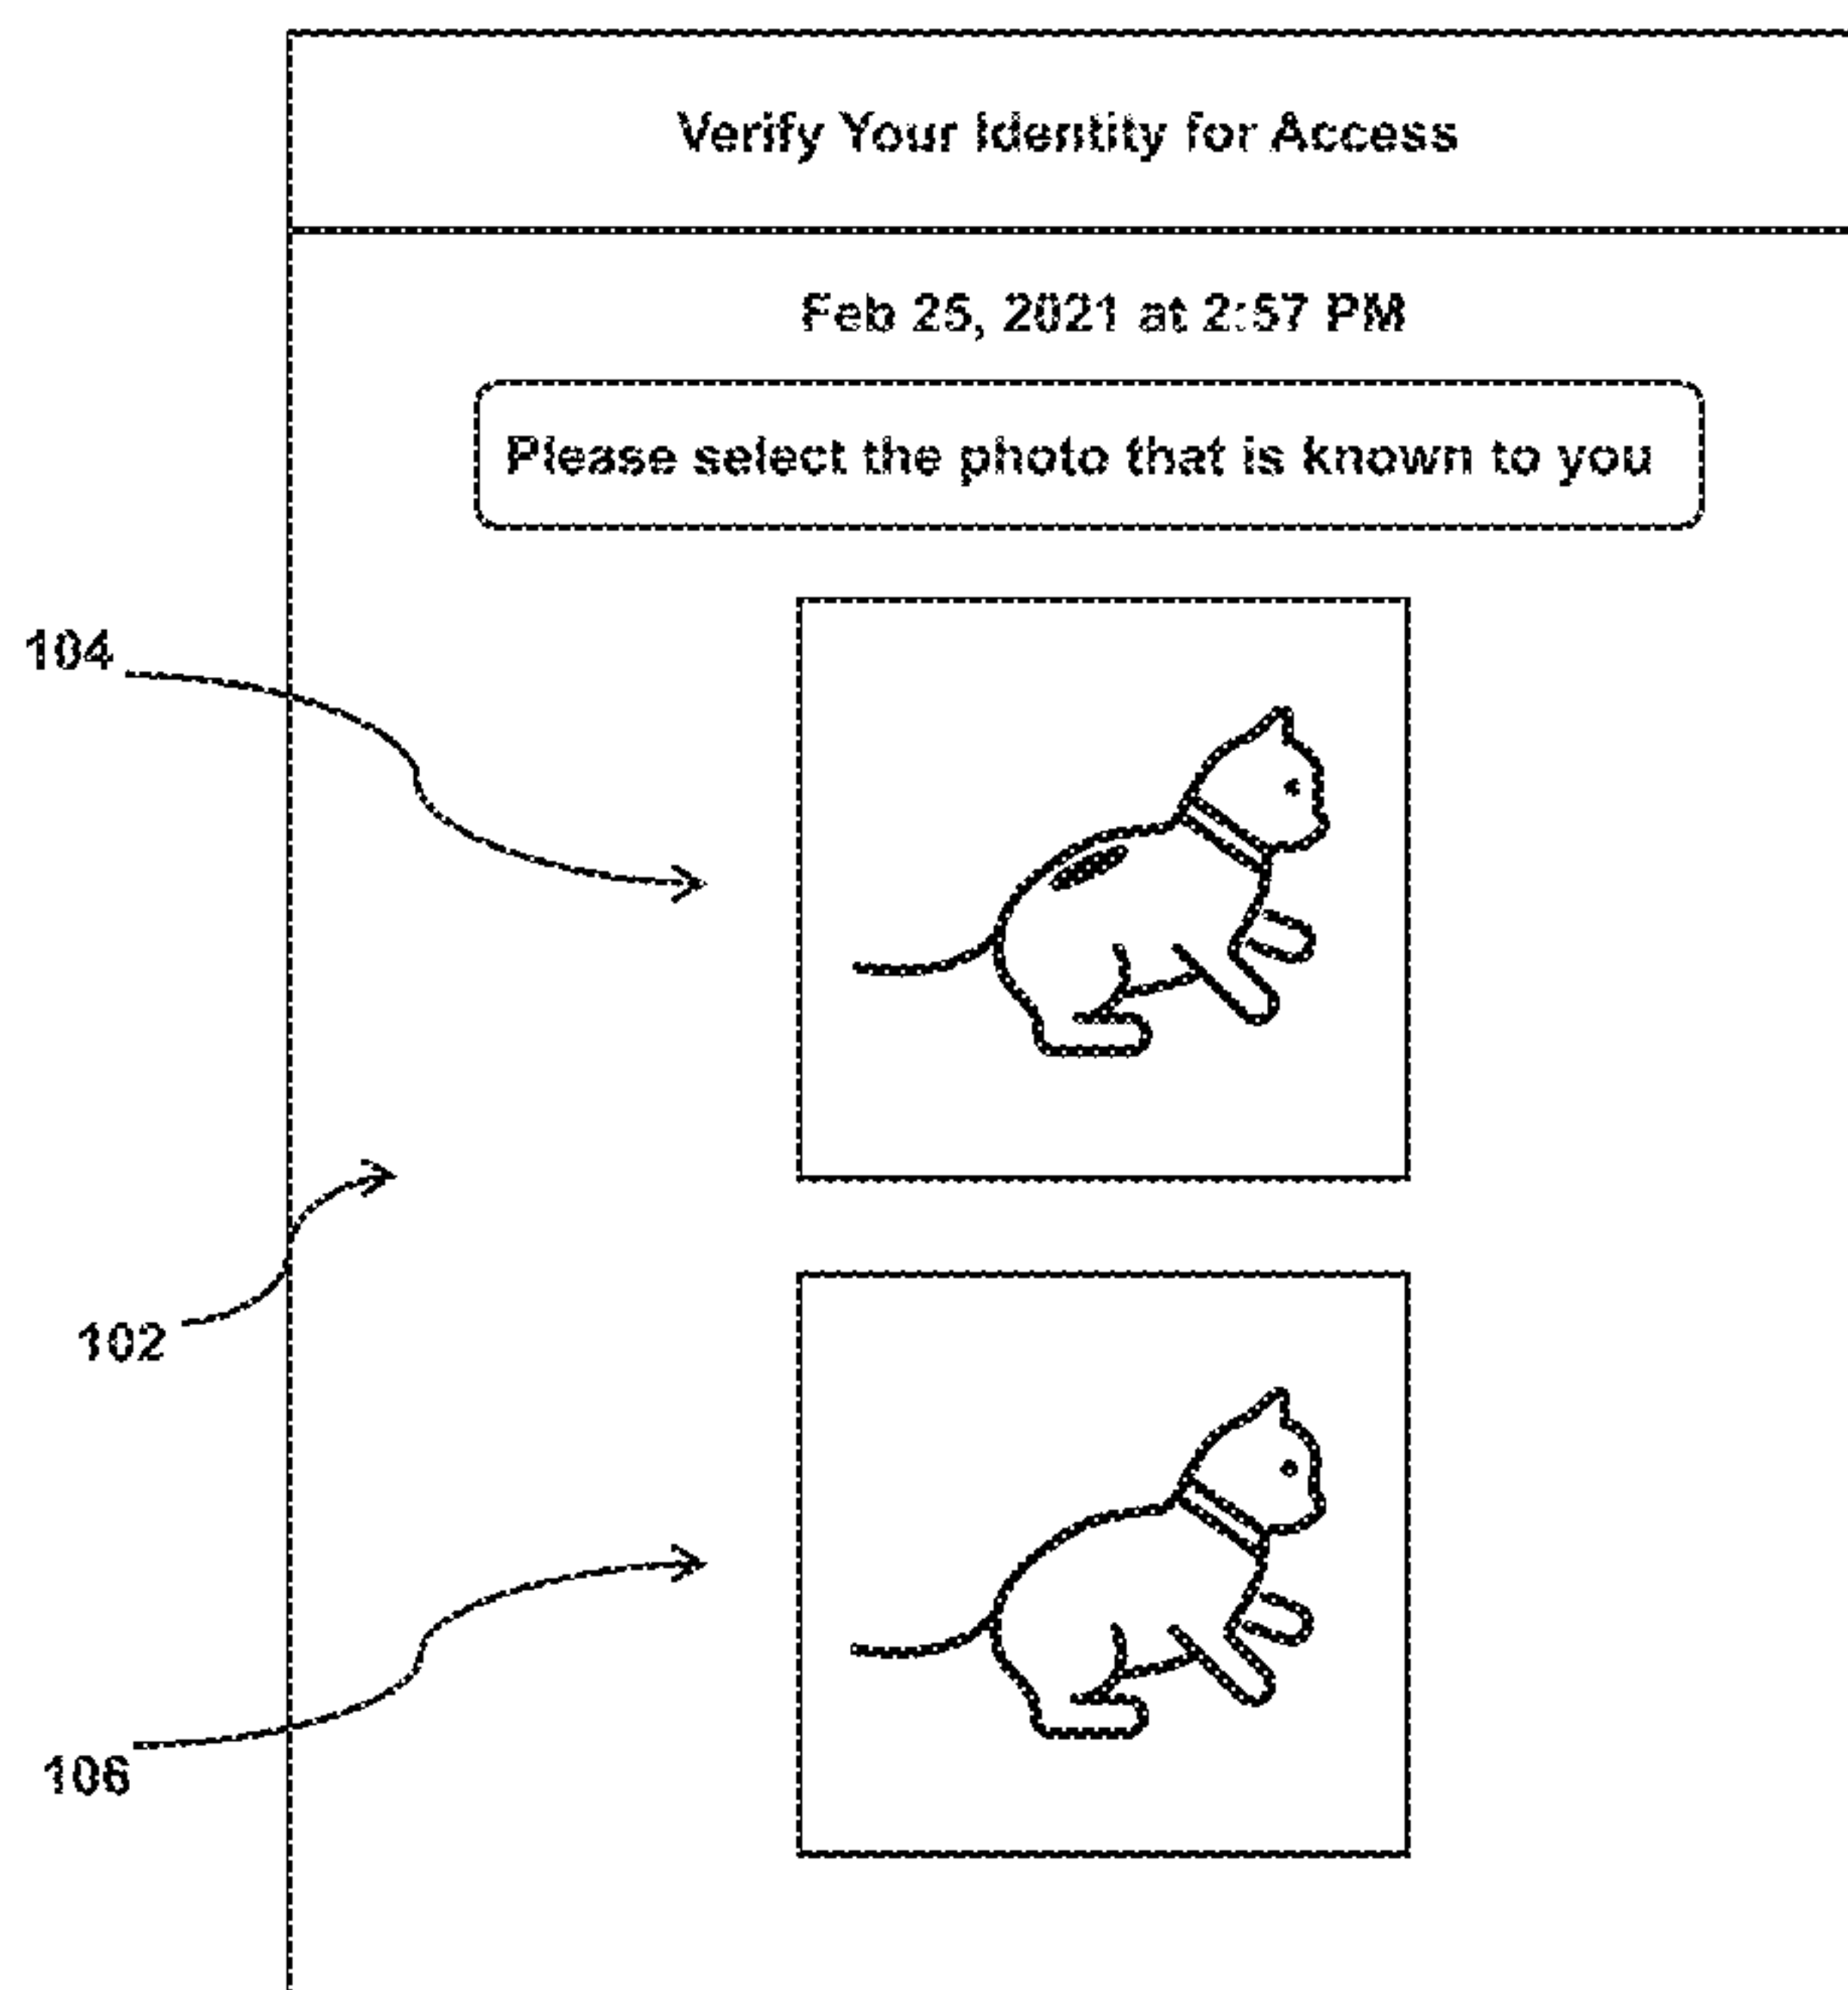 Verify Your Identity for Access
Feb 25, 2021 at 2:57 PM
Please select the photo that is known to you
104
102
106